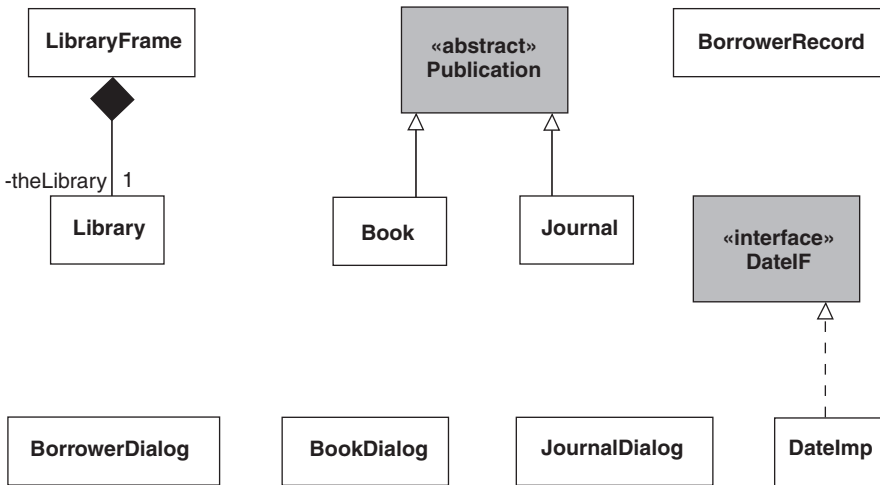 LibraryFrame
«abstract»
Publication
BorrowerRecord
-theLibrary 1
Library
Book
Journal
«interface»
DateIF
BorrowerDialog
BookDialog
JournalDialog
DateImp